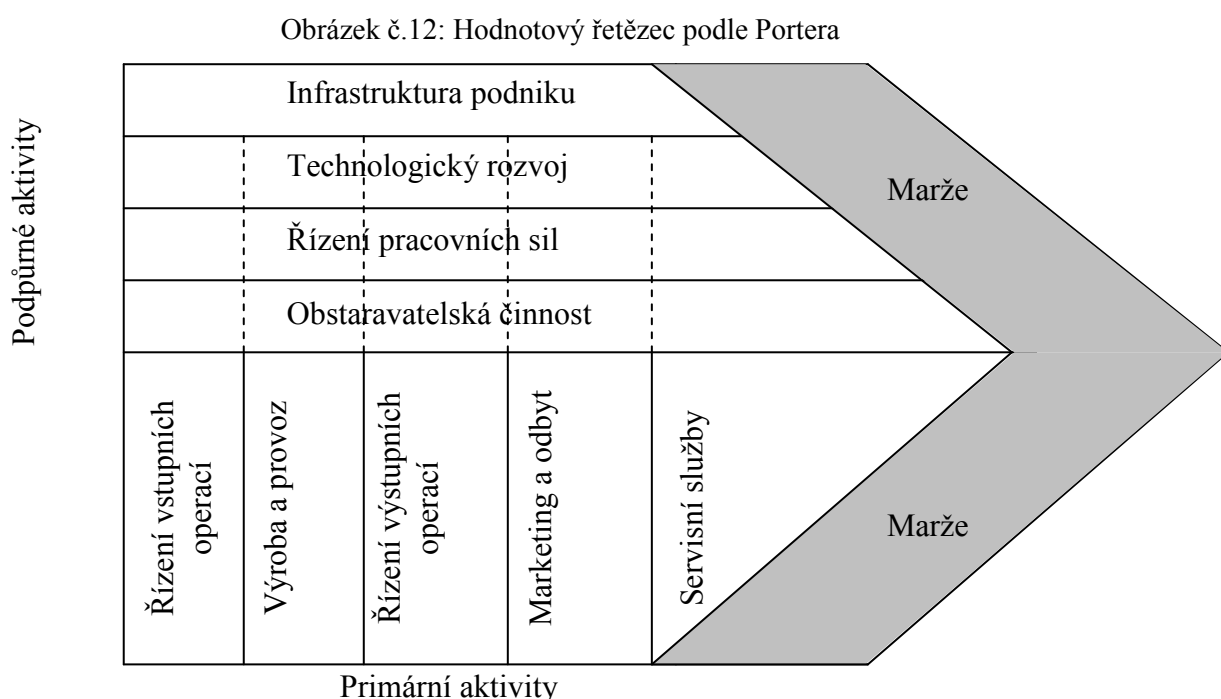 Obrázek č.12: Hodnotový řetězec podle Portera
Podpůrné aktivity
Infrastruktura podniku
Technologický rozvoj
Řízení pracovních sil
Obstaravatelská činnost
Marže
Řízení vstupních
operací
Výroba a provoz
Řízení výstupních
operací
Marketing a odbyt
Servisní služby
Marže
Primární aktivity